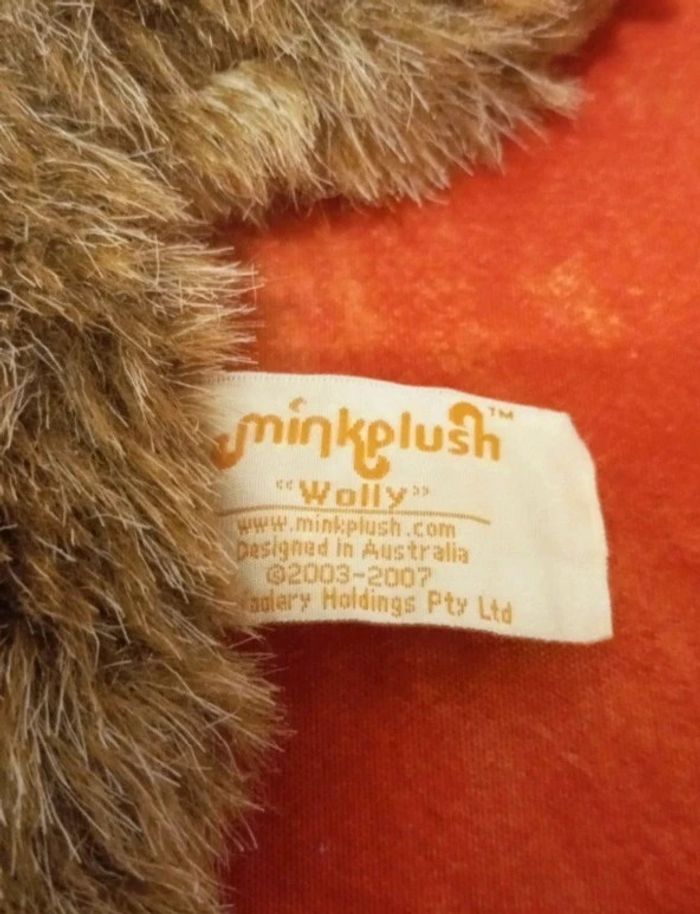 minkplush™
"Wolly"
www.minkplush.com
Designed in Australia
©2003-2007
Holdings Pty Ltd